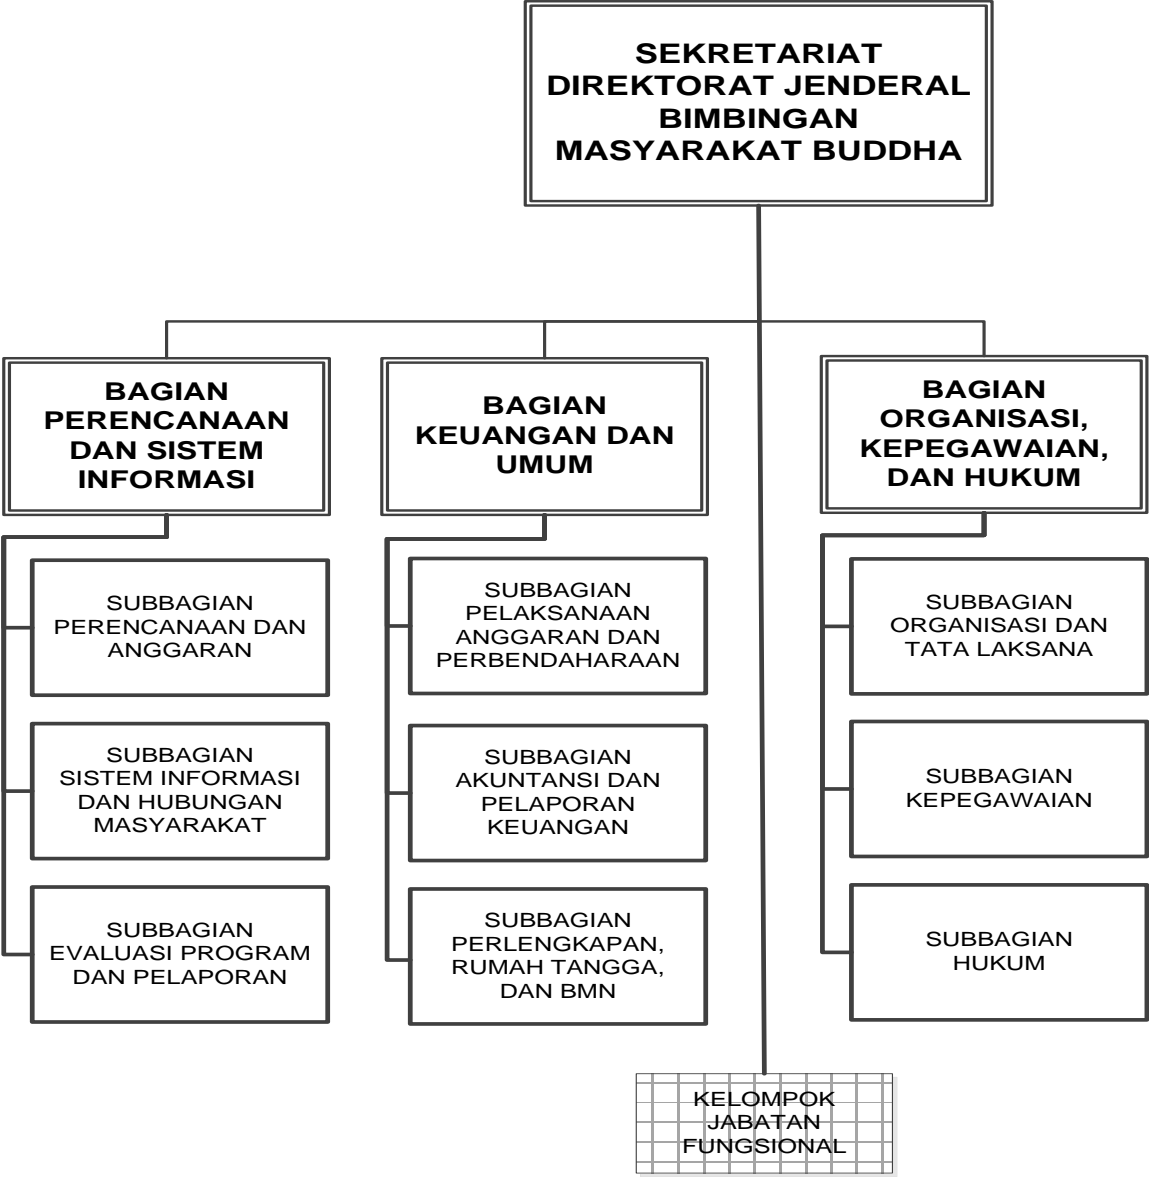 SEKRETARIAT
DIREKTORAT JENDERAL
BIMBINGAN
MASYARAKAT BUDDHA
BAGIAN
PERENCANAAN
DAN SISTEM
INFORMASI
SUBBAGIAN
PERENCANAAN DAN
ANGGARAN
SUBBAGIAN
SISTEM INFORMASI
DAN HUBUNGAN
MASYARAKAT
SUBBAGIAN
EVALUASI PROGRAM
DAN PELAPORAN
BAGIAN
KEUANGAN DAN
UMUM
SUBBAGIAN
PELAKSANAAN
ANGGARAN DAN
PERBENDAHARAAN
SUBBAGIAN
AKUNTANSI DAN
PELAPORAN
KEUANGAN
SUBBAGIAN
PERLENGKAPAN,
RUMAH TANGGA,
DAN BMN
BAGIAN
ORGANISASI,
KEPEGAWAIAN,
DAN HUKUM
SUBBAGIAN
ORGANISASI DAN
TATA LAKSANA
SUBBAGIAN
KEPEGAWAIAN
SUBBAGIAN
HUKUM
KELOMPOK
JABATAN
FUNGSIONAL